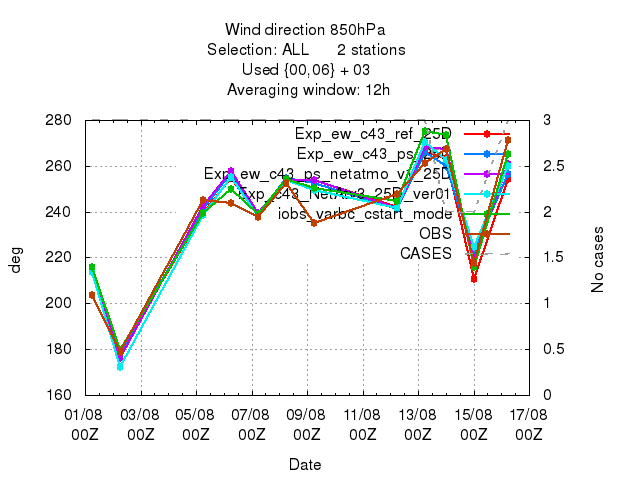 Wind direction 850hPa
Selection: ALL 2 stations
Used {00,06} + 03
Averaging window: 12h
280
260
240
220
200
180
160
deg
3
2.5
2
1.5
1
0.5
0
No cases
Exp_ew_c43_ref_25D
Exp_ew_c43_ps_
Exp_ew_c43_ps_netatmo_
iobs_varbc_cstart_mode
OBS
CASES
01/08 03/08 05/08 07/08 09/08 11/08 13/08 15/08 17/08
00Z 00Z 00Z 00Z 00Z 00Z 00Z 00Z 00Z
Date